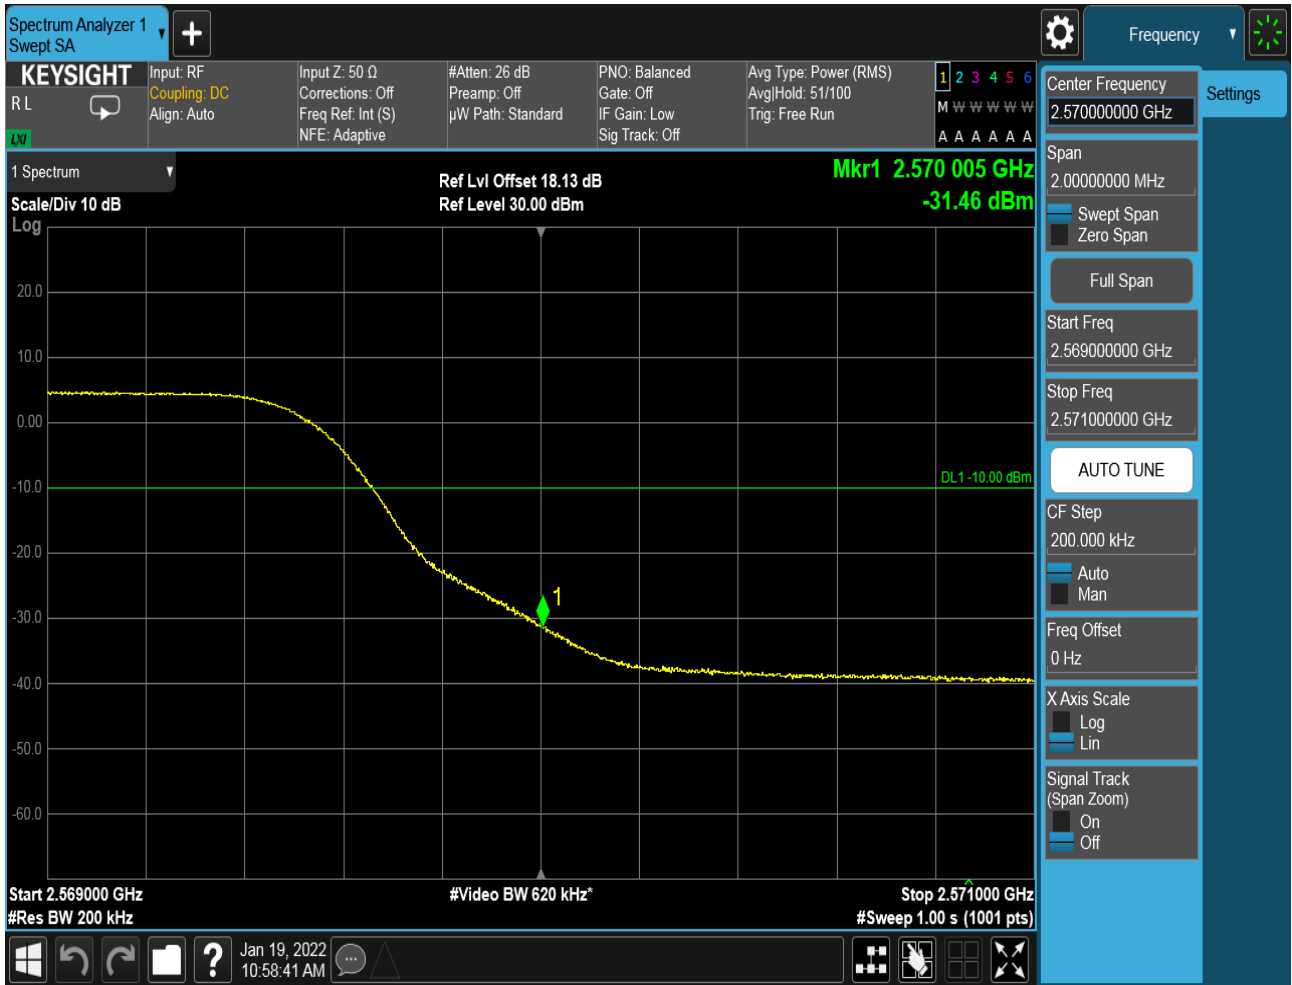 Spectrum Analyzer 1
Swept SA
Frequency
KEYSIGHT
R L
LXI
Input: RF
Coupling: DC
Align: Auto
Input Z: 50 Ω
Corrections: Off
Freq Ref: Int (S)
NFE: Adaptive
#Atten: 26 dB
Preamp: Off
µW Path: Standard
PNO: Balanced
Gate: Off
IF Gain: Low
Sig Track: Off
Avg Type: Power (RMS)
Avg|Hold: 51/100
Trig: Free Run
1 2 3 4 5 6
M W W W W W
A A A A A A
Center Frequency
2.570000000 GHz
Settings
Span
2.00000000 MHz
Swept Span
Zero Span
Full Span
Start Freq
2.569000000 GHz
Stop Freq
2.571000000 GHz
AUTO TUNE
CF Step
200.000 kHz
Auto
Man
Freq Offset
0 Hz
X Axis Scale
Log
Lin
Signal Track
(Span Zoom)
On
Off
1 Spectrum
Scale/Div 10 dB
Log
Ref Lvl Offset 18.13 dB
Ref Level 30.00 dBm
Mkr1 2.570 005 GHz
-31.46 dBm
20.0
10.0
0.00
-10.0
-20.0
-30.0
-40.0
-50.0
-60.0
DL1 -10.00 dBm
1
Start 2.569000 GHz
#Res BW 200 kHz
#Video BW 620 kHz*
Stop 2.571000 GHz
#Sweep 1.00 s (1001 pts)
?
Jan 19, 2022
10:58:41 AM